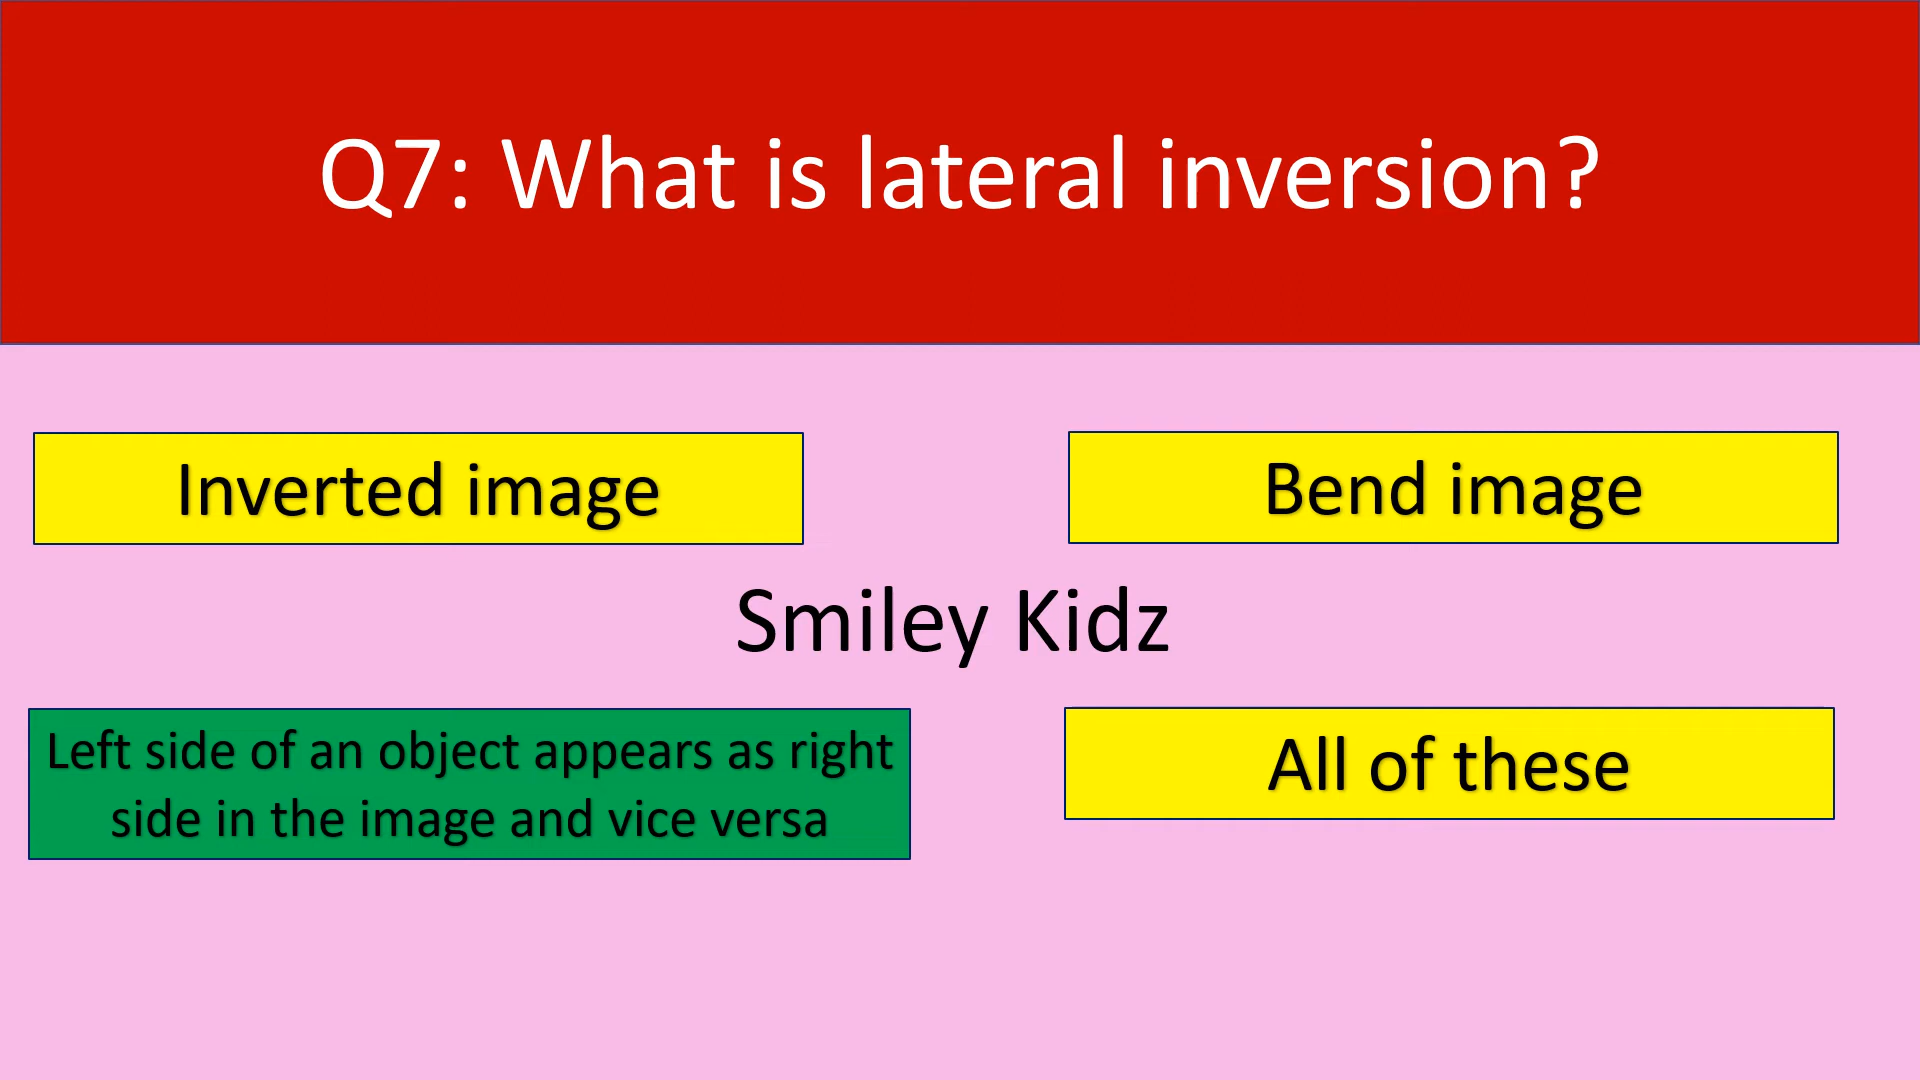 Q7: What is lateral inversion?
Inverted image
Bend image
Smiley Kidz
Left side of an object appears as right
side in the image and vice versa
All of these